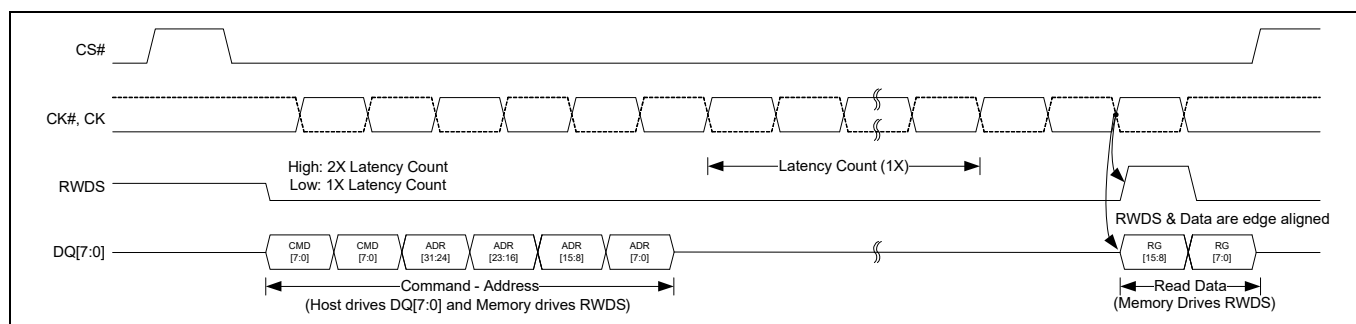 CS#
CK#, CK
High: 2X Latency Count
Low: 1X Latency Count
Latency Count (1X)
RWDS
RWDS & Data are edge aligned
DQ[7:0]
CMD [7:0]
CMD [7:0]
ADR [31:24]
ADR [23:16]
ADR [15:8]
ADR [7:0]
RG [15:8]
RG [7:0]
Command - Address
(Host drives DQ[7:0] and Memory drives RWDS)
Read Data
(Memory Drives RWDS)